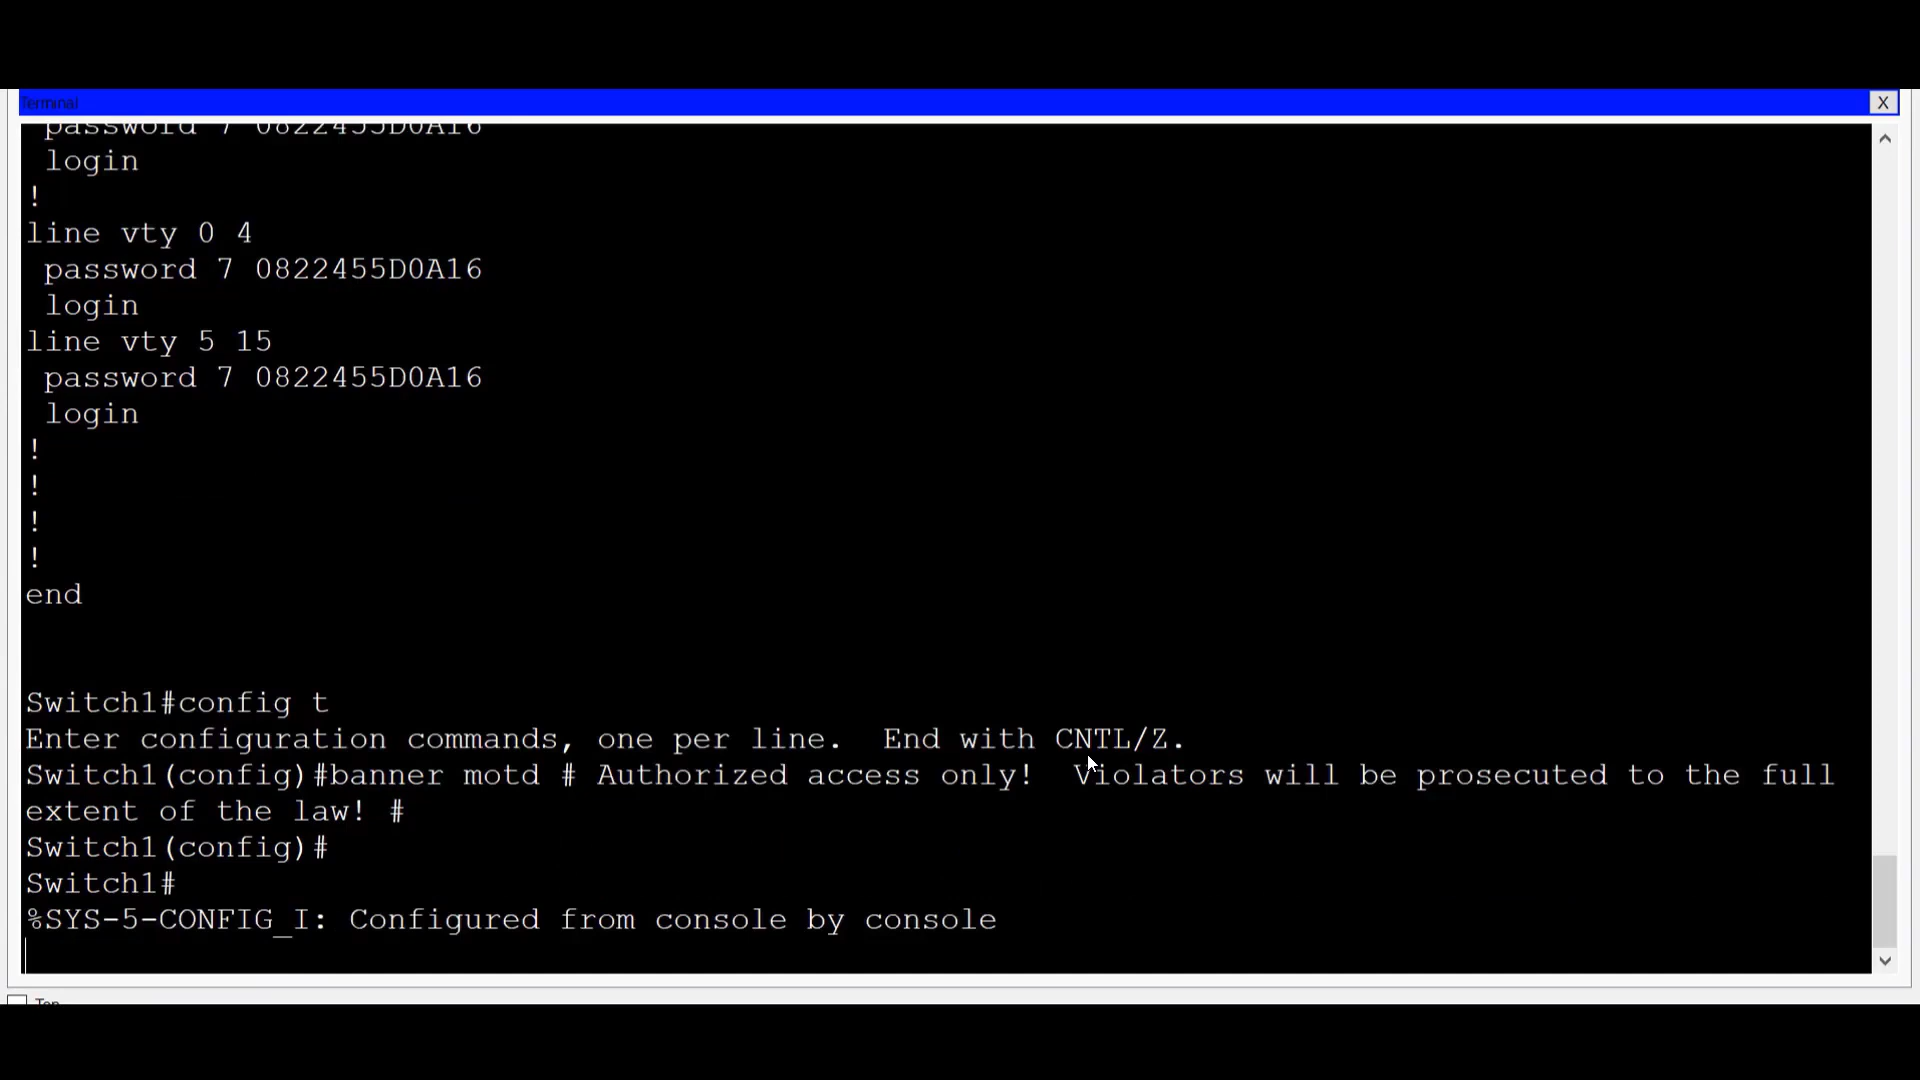 Terminal
X
password 7 0822455D0A16
login
!
line vty 0 4
password 7 0822455D0A16
login
line vty 5 15
password 7 0822455D0A16
login
!
!
!
!
end
Switch1#config t
Enter configuration commands, one per line.  End with CNTL/Z.
Switch1(config)#banner motd # Authorized access only!  Violators will be prosecuted to the full
extent of the law! #
Switch1(config)#
Switch1#
%SYS-5-CONFIG_I: Configured from console by console
Top